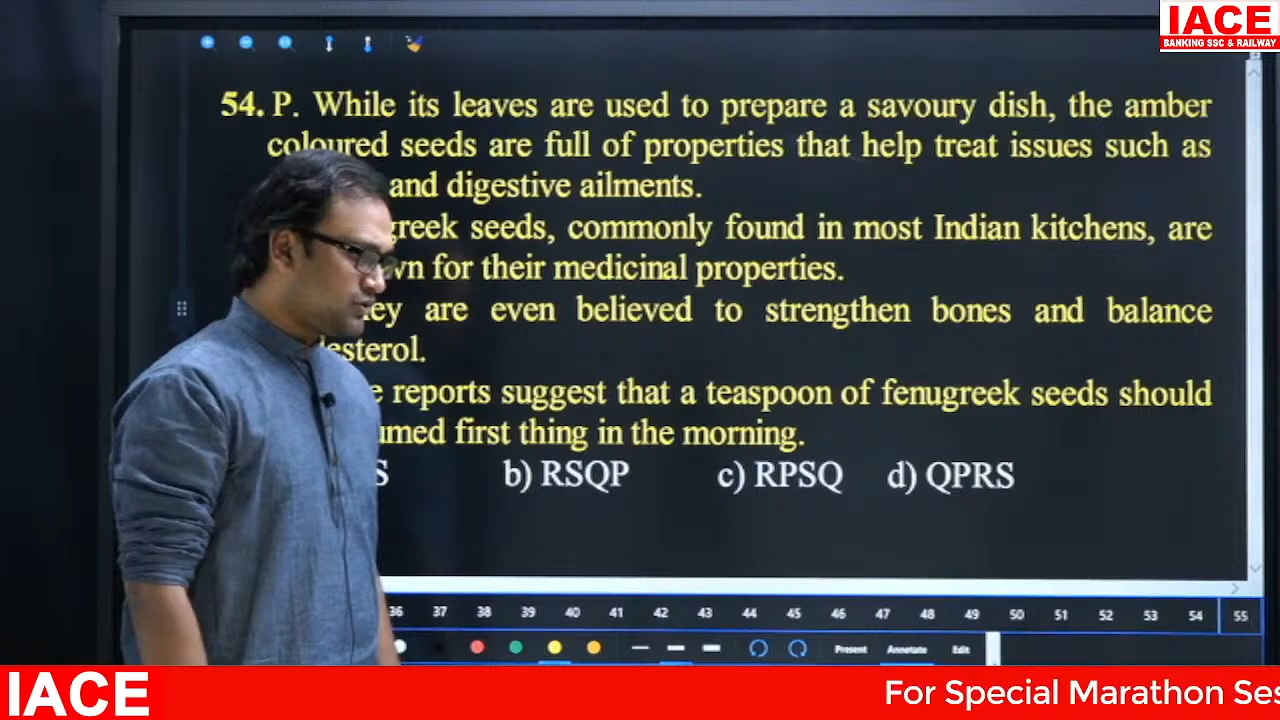 IACE
BANKING SSC & RAILWAY
54. P. While its leaves are used to prepare a savoury dish, the amber
coloured seeds are full of properties that help treat issues such as
and digestive ailments.
seeds, commonly found in most Indian kitchens, are
for their medicinal properties.
are even believed to strengthen bones and balance
reports suggest that a teaspoon of fenugreek seeds should
first thing in the morning.
b) RSQP c) RPSQ d) QPRS
36 37 38 39 40 41 42 43 44 45 46 47 48 49 50 51 52 53 54 55
Present Annotate Edit
IACE For Special Marathon